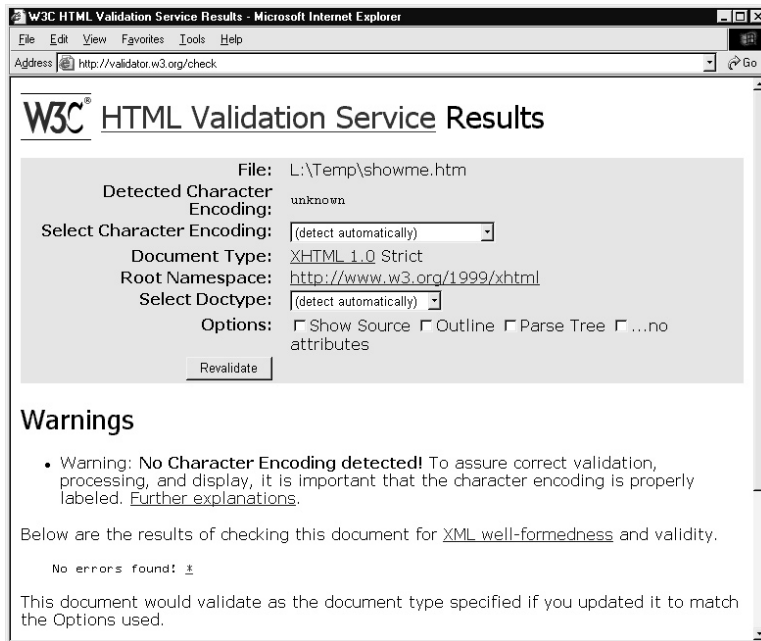 W3C HTML Validation Service Results - Microsoft Internet Explorer
File Edit View Favorites Tools Help
Address http://validator.w3.org/check Go
W3C® HTML Validation Service Results
File: L:\Temp\showme.htm
Detected Character
Encoding: unknown
Select Character Encoding: (detect automatically)
Document Type: XHTML 1.0 Strict
Root Namespace: http://www.w3.org/1999/xhtml
Select Doctype: (detect automatically)
Options: Show Source Outline Parse Tree ...no
attributes
Revalidate
Warnings
• Warning: No Character Encoding detected! To assure correct validation,
processing, and display, it is important that the character encoding is properly
labeled. Further explanations.
Below are the results of checking this document for XML well-formedness and validity.
No errors found! *
This document would validate as the document type specified if you updated it to match
the Options used.